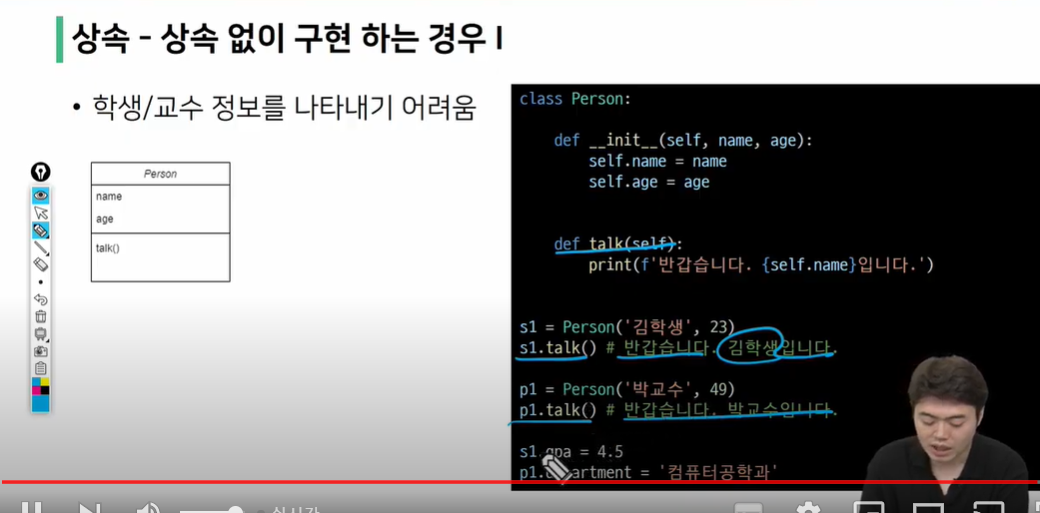 상속 - 상속 없이 구현 하는 경우 I
• 학생/교수 정보를 나타내기 어려움
Person
name
age
talk()
class Person:
def __init__(self, name, age):
self.name = name
self.age = age
def talk(self):
print(f'반갑습니다. {self.name}입니다.')
s1 = Person('김학생', 23)
s1.talk() # 반갑습니다. 김학생입니다.
p1 = Person('박교수', 49)
p1.talk() # 반갑습니다. 박교수입니다.
s1.gpa = 4.5
p1.department = '컴퓨터공학과'
실시간